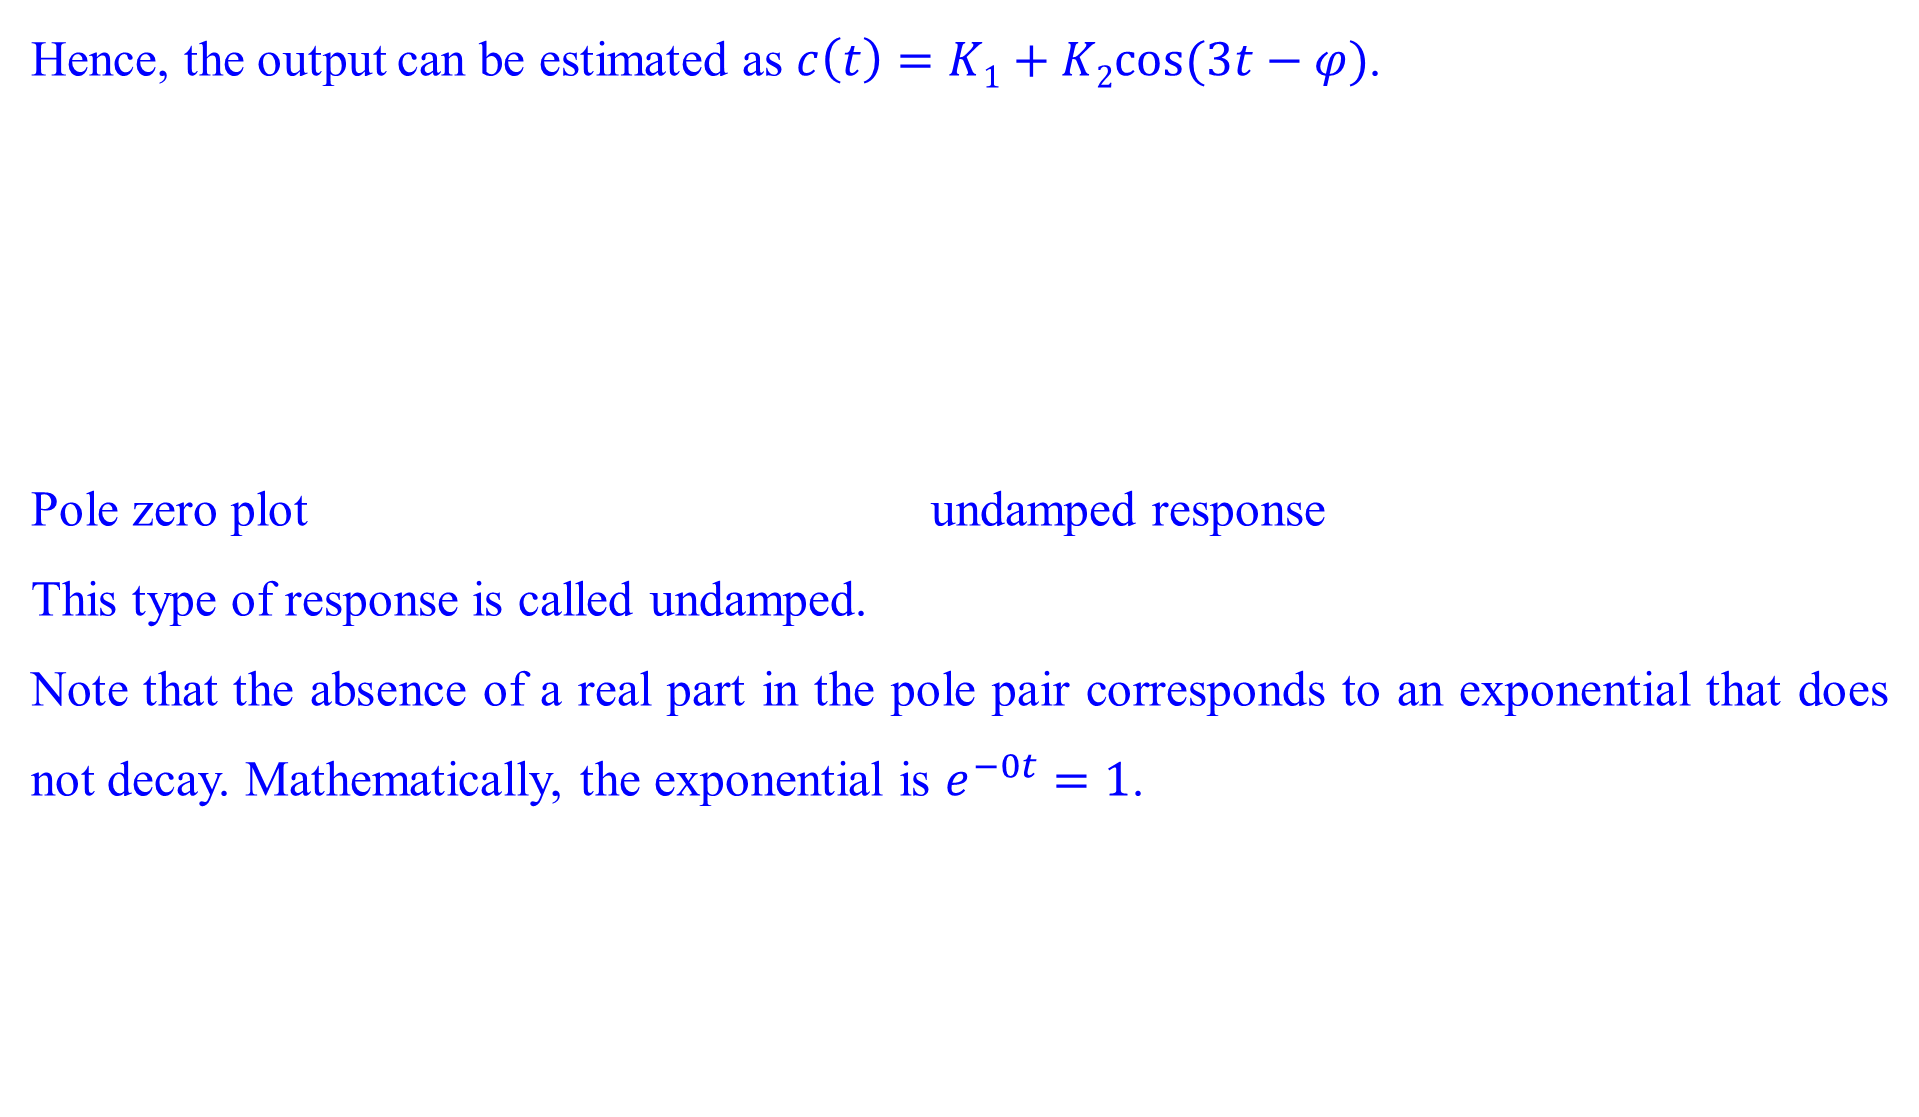 Hence, the output can be estimated as c(t) = K₁ + K₂cos(3t − φ).
Pole zero plot undamped response
This type of response is called undamped.
Note that the absence of a real part in the pole pair corresponds to an exponential that does
not decay. Mathematically, the exponential is e⁻⁰ᵗ = 1.